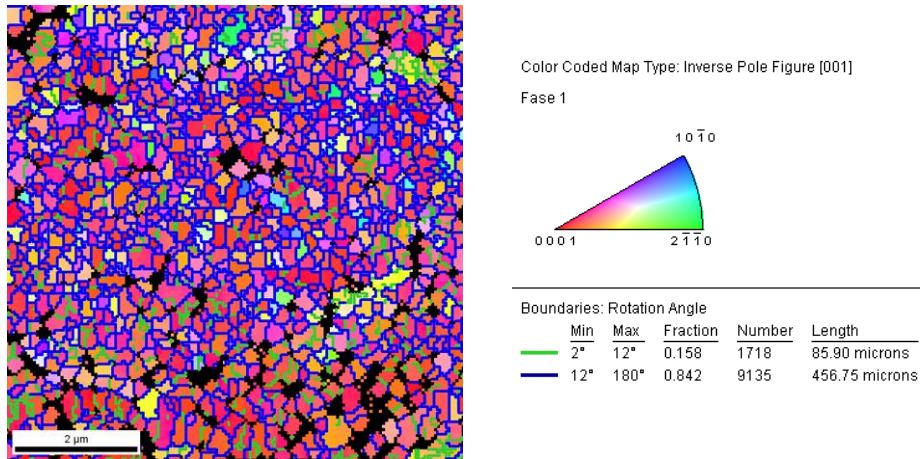 Color Coded Map Type: Inverse Pole Figure [001]
Fase 1
1 0 1̅ 0
0 0 0 1
2 1̅ 1̅ 0
Boundaries: Rotation Angle
Min Max Fraction Number Length
2° 12° 0.158 1718 85.90 microns
12° 180° 0.842 9135 456.75 microns
2 µm